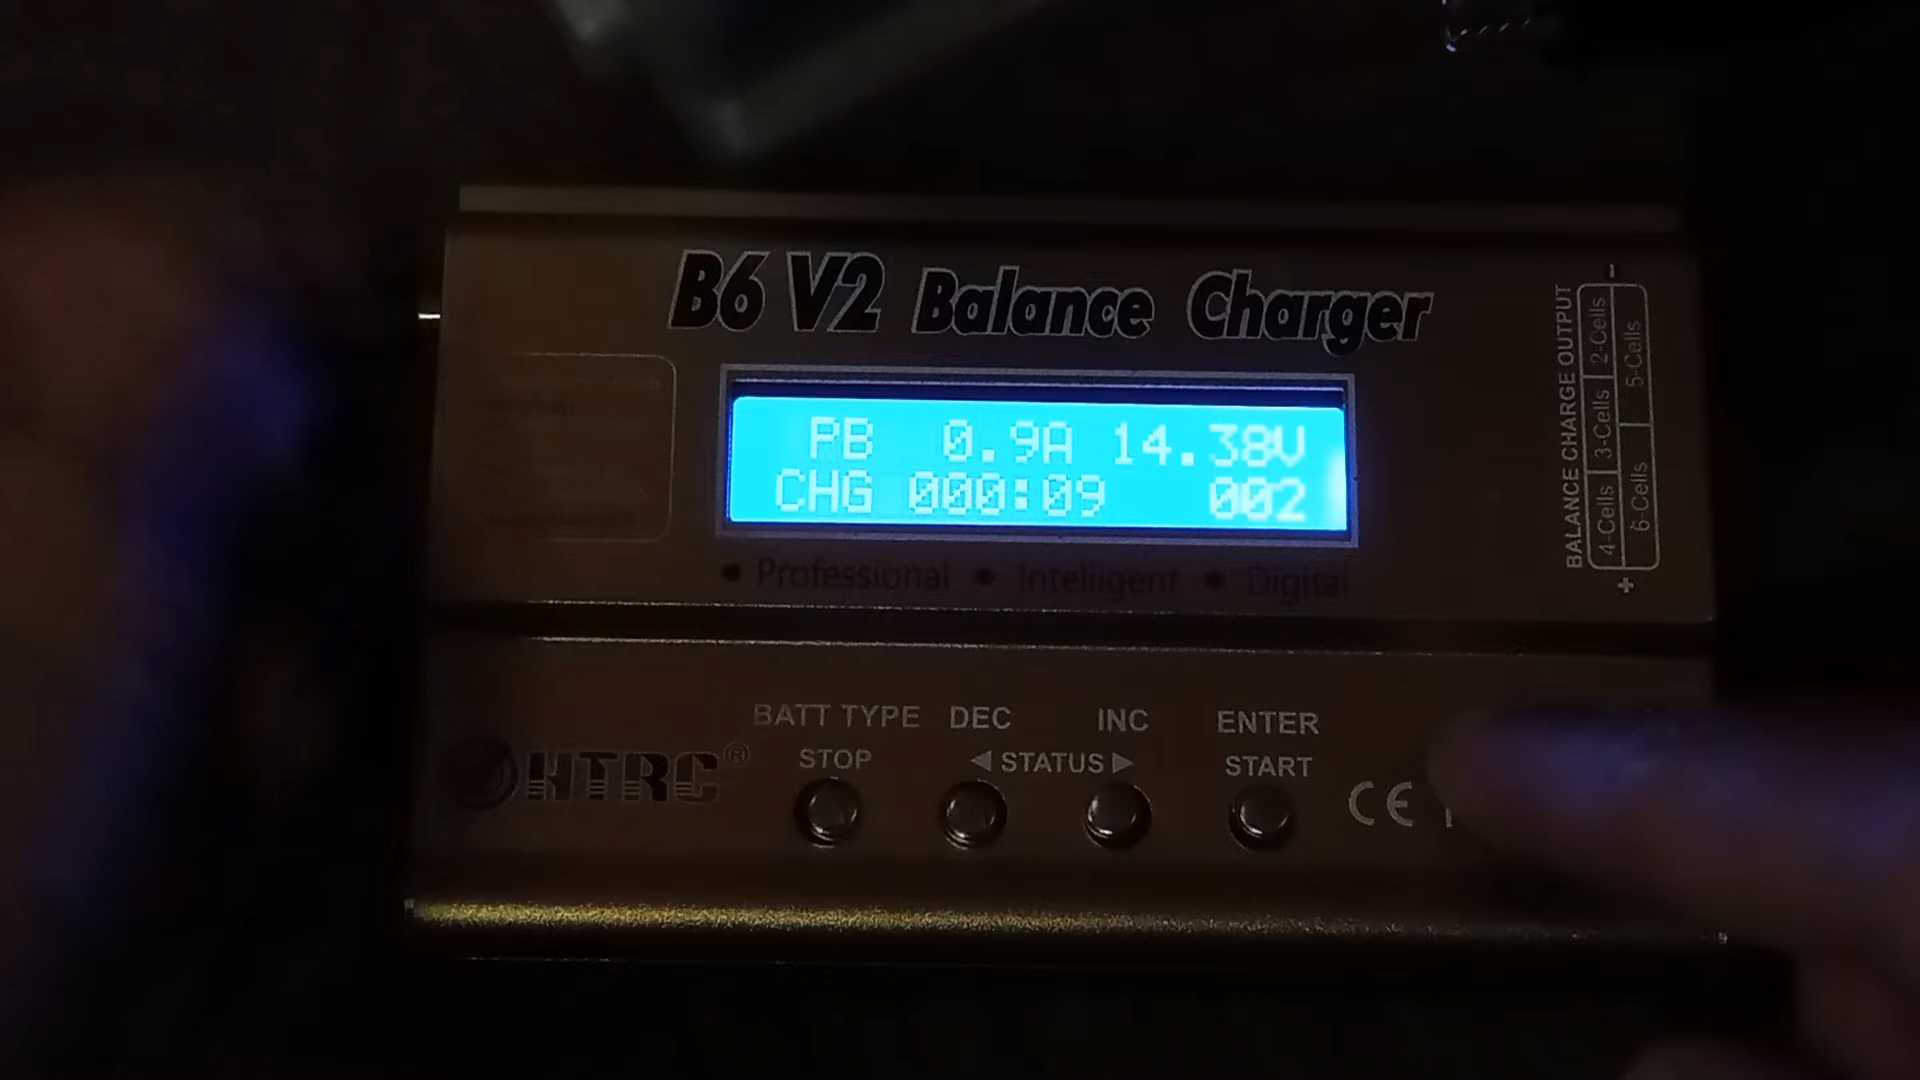 B6 V2 Balance Charger
PB 0.9A 14.38V
CHG 000:09 002
• Professional • Intelligent • Digital
BALANCE CHARGE OUTPUT
4-Cells 3-Cells 2-Cells
6-Cells 5-Cells
- +
BATT TYPE DEC INC ENTER
STOP ◀ STATUS ▶ START
HTRC®
CE